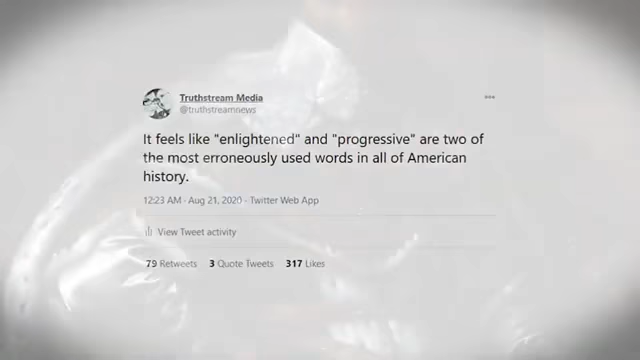 Truthstream Media
@truthstreamnews
It feels like "enlightened" and "progressive" are two of
the most erroneously used words in all of American
history.
12:23 AM · Aug 21, 2020 · Twitter Web App
View Tweet activity
79 Retweets 3 Quote Tweets 317 Likes